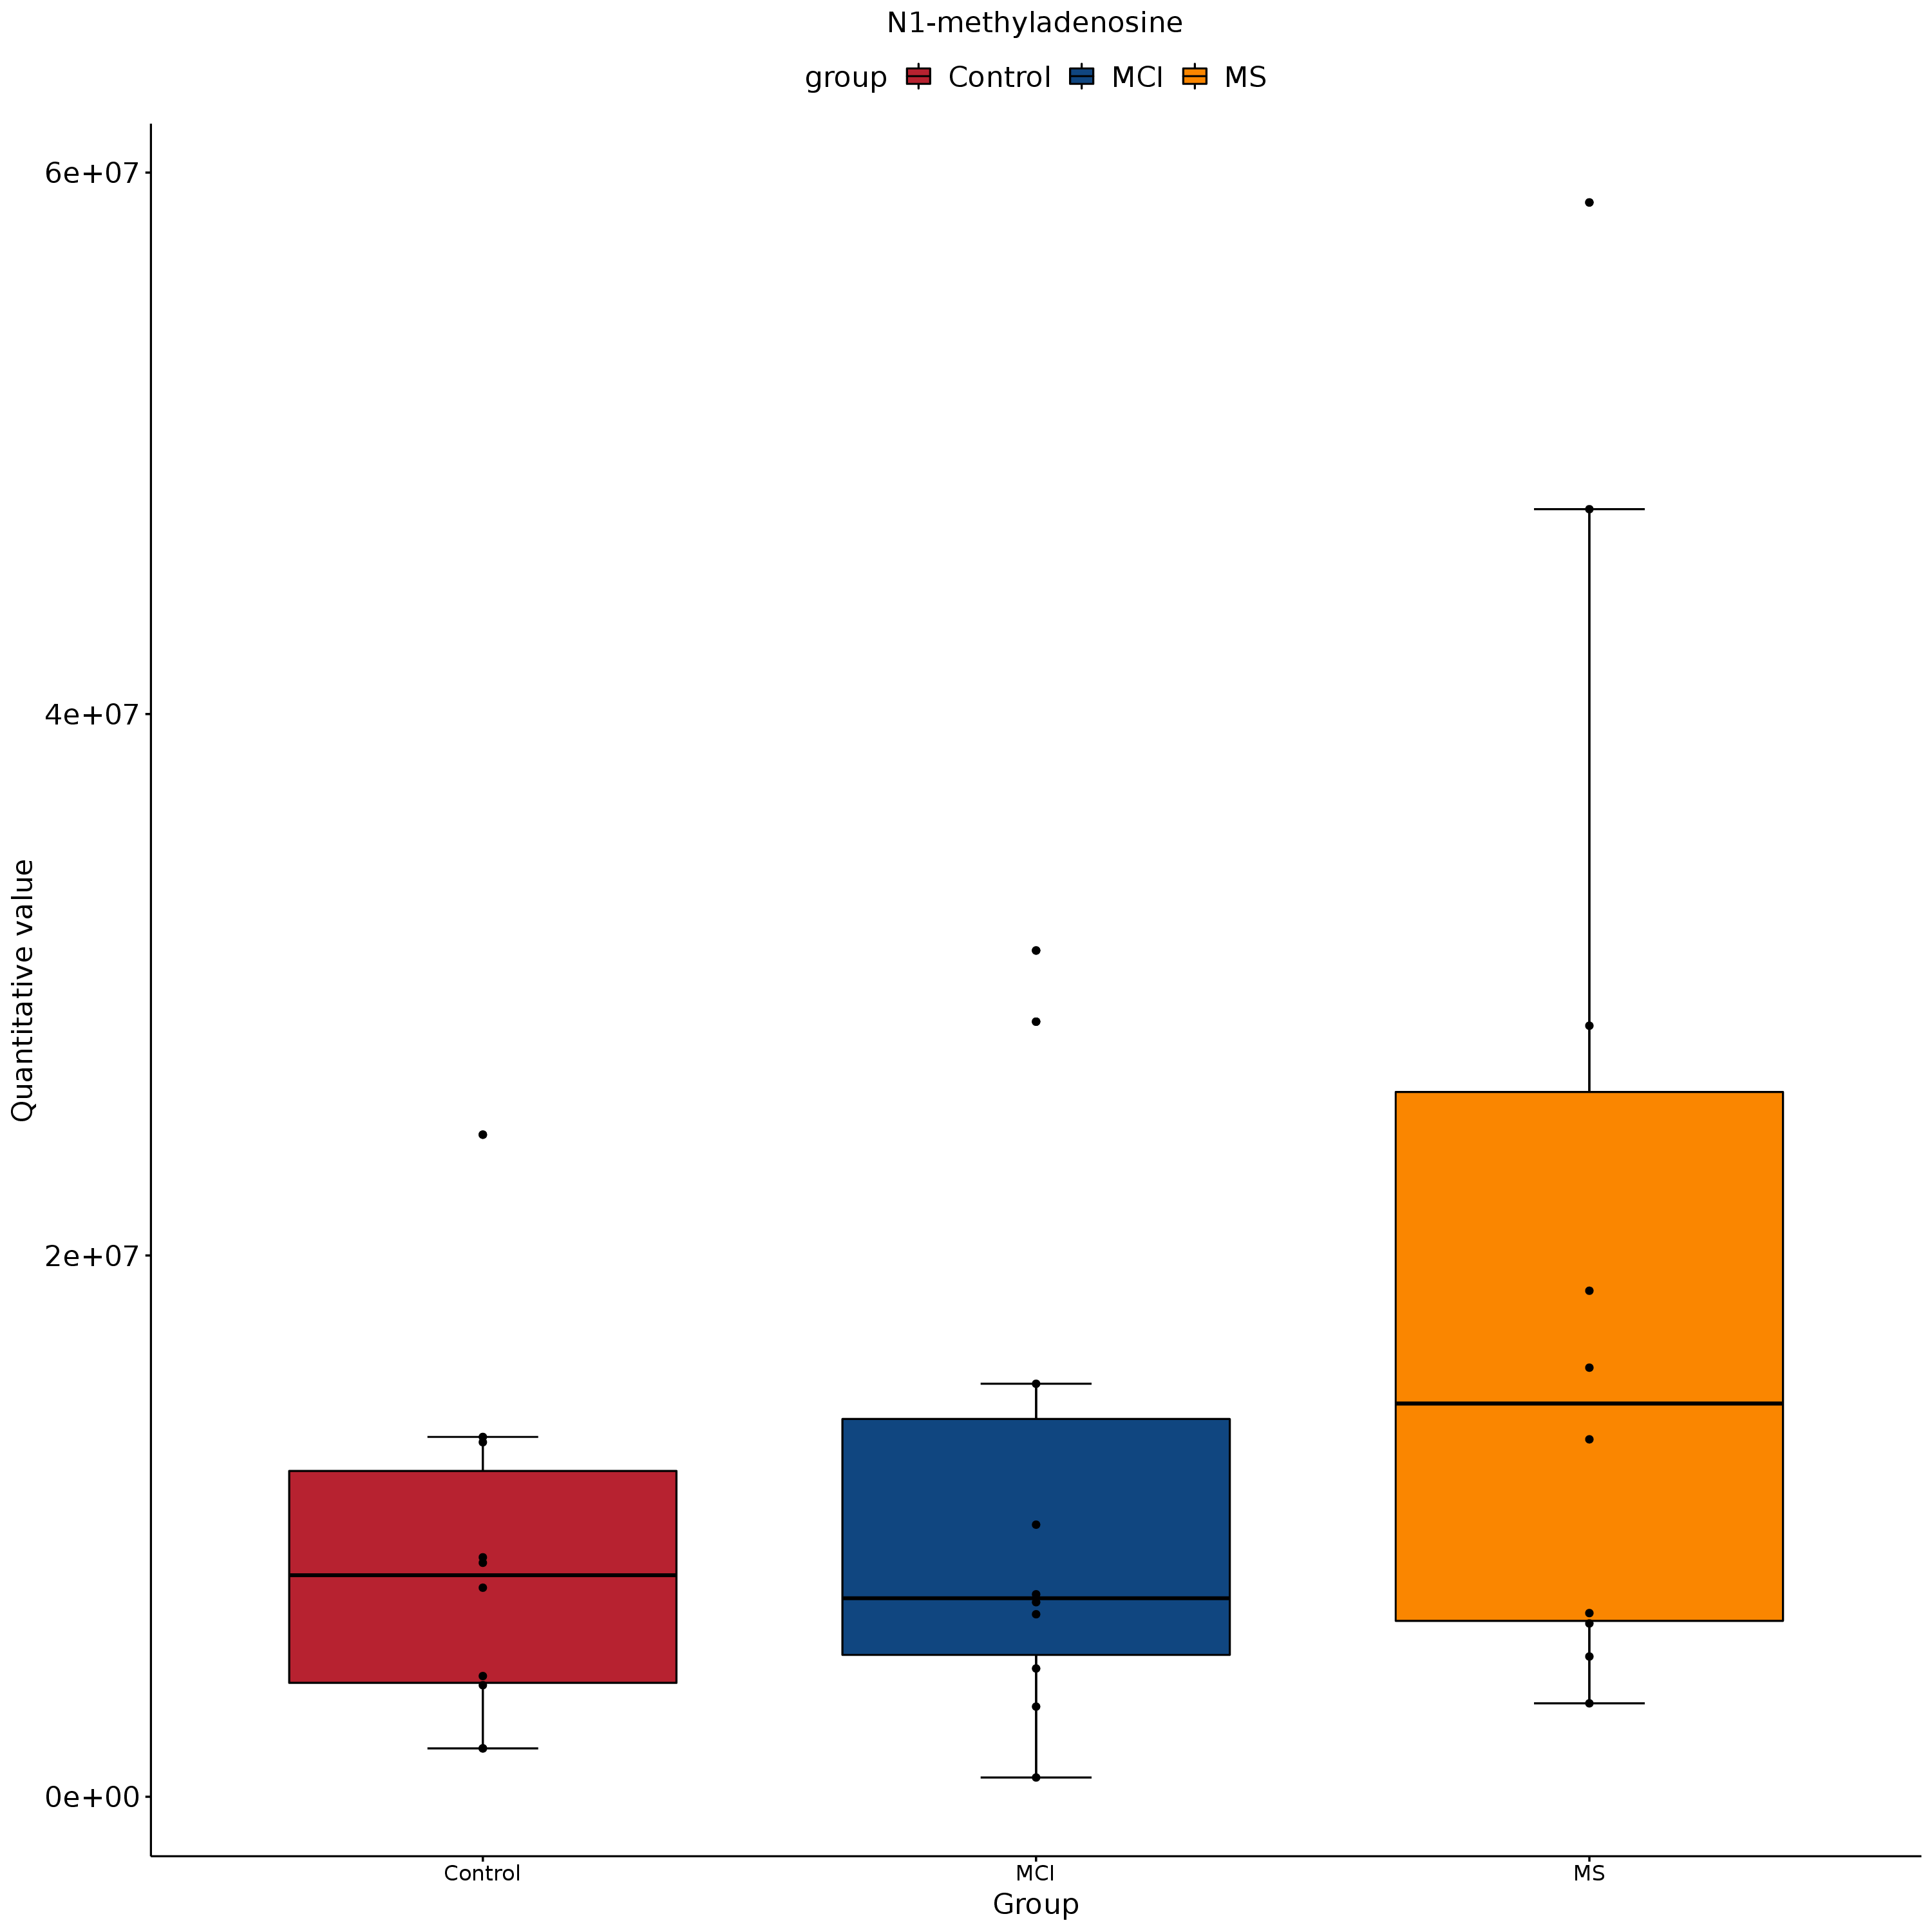 N1-methyladenosine
group Control MCI MS
6e+07
4e+07
2e+07
0e+00
Quantitative value
Control MCI MS
Group